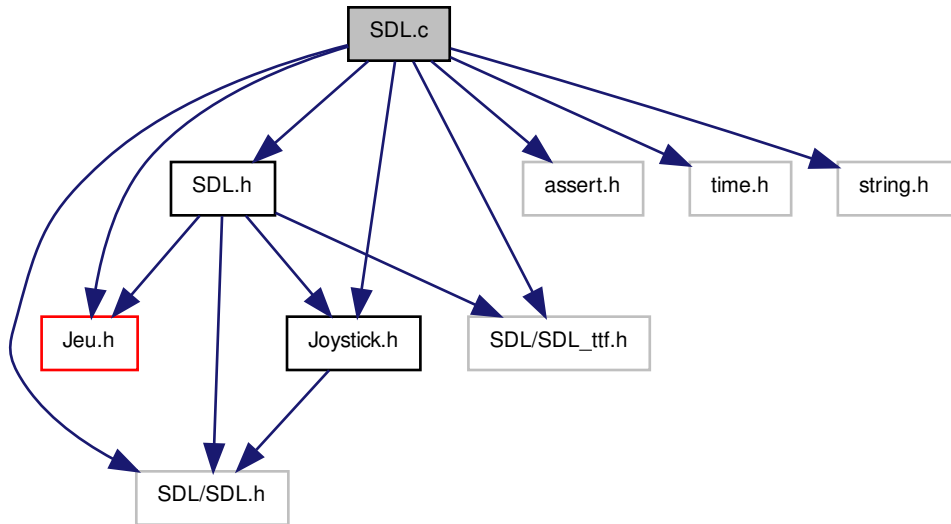 SDL.c
SDL.h
assert.h
time.h
string.h
Jeu.h
Joystick.h
SDL/SDL_ttf.h
SDL/SDL.h